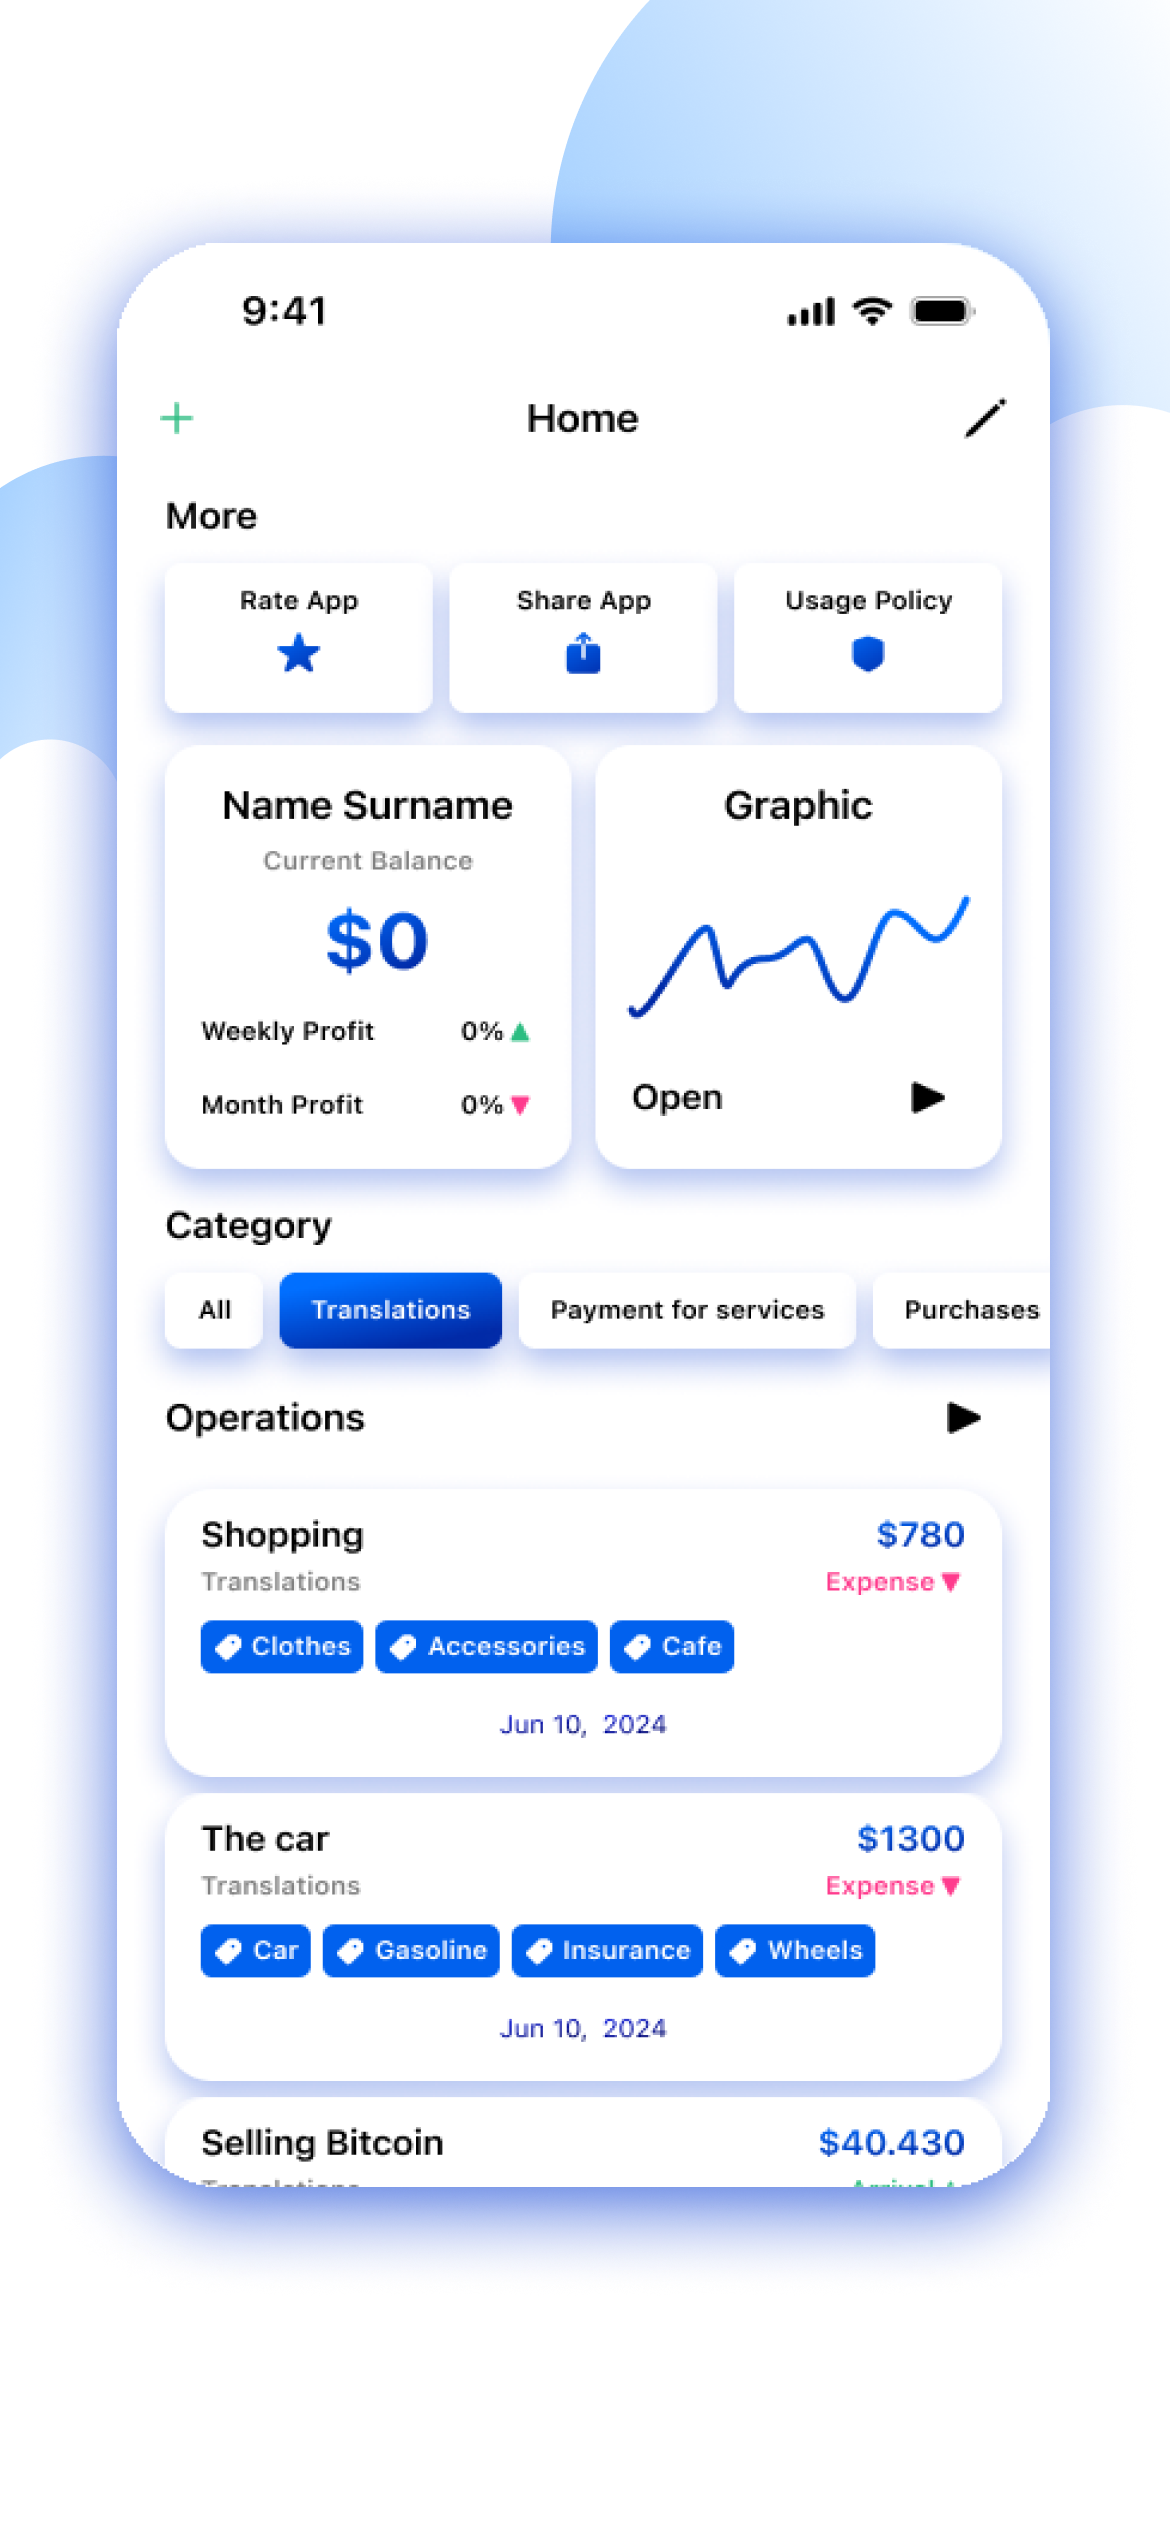 9:41
Home
More
Rate App
Share App
Usage Policy
Name Surname
Current Balance
$0
Weekly Profit 0%
Month Profit 0%
Graphic
Open
Category
All
Translations
Payment for services
Purchases
Operations
Shopping $780
Translations Expense
Clothes Accessories Cafe
Jun 10, 2024
The car $1300
Translations Expense
Car Gasoline Insurance Wheels
Jun 10, 2024
Selling Bitcoin $40.430